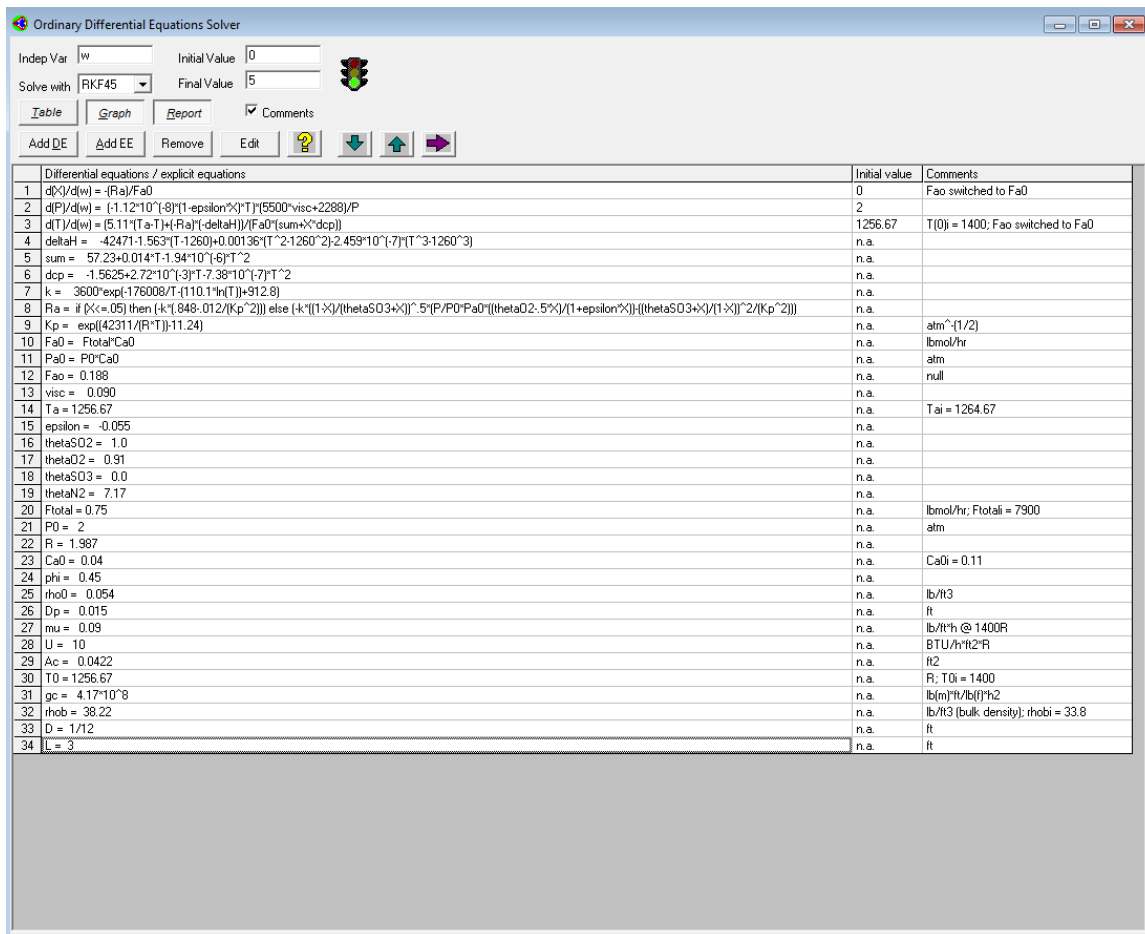 Ordinary Differential Equations Solver
Indep Var w Initial Value 0
Solve with RKF45 Final Value 5
Table Graph Report Comments
Add DE Add EE Remove Edit
Differential equations / explicit equations Initial value Comments
1 d(X)/d(w) = -(Ra)/Fa0 0 Fao switched to Fa0
2 d(P)/d(w) = (-1.12*10^(-8)*(1-epsilon*X)*T)*(5500*visc+2288)/P 2
3 d(T)/d(w) = (5.11*(Ta-T)+(-Ra)*(-deltaH))/(Fa0*(sum+X*dcp)) 1256.67 T(0)i = 1400; Fao switched to Fa0
4 deltaH = -42471-1.563*(T-1260)+0.00136*(T^2-1260^2)-2.459*10^(-7)*(T^3-1260^3) n.a.
5 sum = 57.23+0.014*T-1.94*10^(-6)*T^2 n.a.
6 dcp = -1.5625+2.72*10^(-3)*T-7.38*10^(-7)*T^2 n.a.
7 k = 3600*exp(-176008/T-(110.1*ln(T))+912.8) n.a.
8 Ra = if (X<=.05) then (-k*(.848-.012/(Kp^2))) else (-k*((1-X)/(thetaSO3+X))^.5*(P/P0*Pa0*((thetaO2-.5*X)/(1+epsilon*X))-((thetaSO3+X)/(1-X))^2/(Kp^2))) n.a.
9 Kp = exp((42311/(R*T))-11.24) n.a. atm^-(1/2)
10 Fa0 = Ftotal*Ca0 n.a. lbmol/hr
11 Pa0 = P0*Ca0 n.a. atm
12 Fao = 0.188 n.a. null
13 visc = 0.090 n.a.
14 Ta = 1256.67 n.a. Tai = 1264.67
15 epsilon = -0.055 n.a.
16 thetaSO2 = 1.0 n.a.
17 thetaO2 = 0.91 n.a.
18 thetaSO3 = 0.0 n.a.
19 thetaN2 = 7.17 n.a.
20 Ftotal = 0.75 n.a. lbmol/hr; Ftotali = 7900
21 P0 = 2 n.a. atm
22 R = 1.987 n.a.
23 Ca0 = 0.04 n.a. Ca0i = 0.11
24 phi = 0.45 n.a.
25 rho0 = 0.054 n.a. lb/ft3
26 Dp = 0.015 n.a. ft
27 mu = 0.09 n.a. lb/ft*h @ 1400R
28 U = 10 n.a. BTU/h*ft2*R
29 Ac = 0.0422 n.a. ft2
30 T0 = 1256.67 n.a. R; T0i = 1400
31 gc = 4.17*10^8 n.a. lb(m)*ft/lb(f)*h2
32 rhob = 38.22 n.a. lb/ft3 (bulk density); rhobi = 33.8
33 D = 1/12 n.a. ft
34 L = 3 n.a. ft